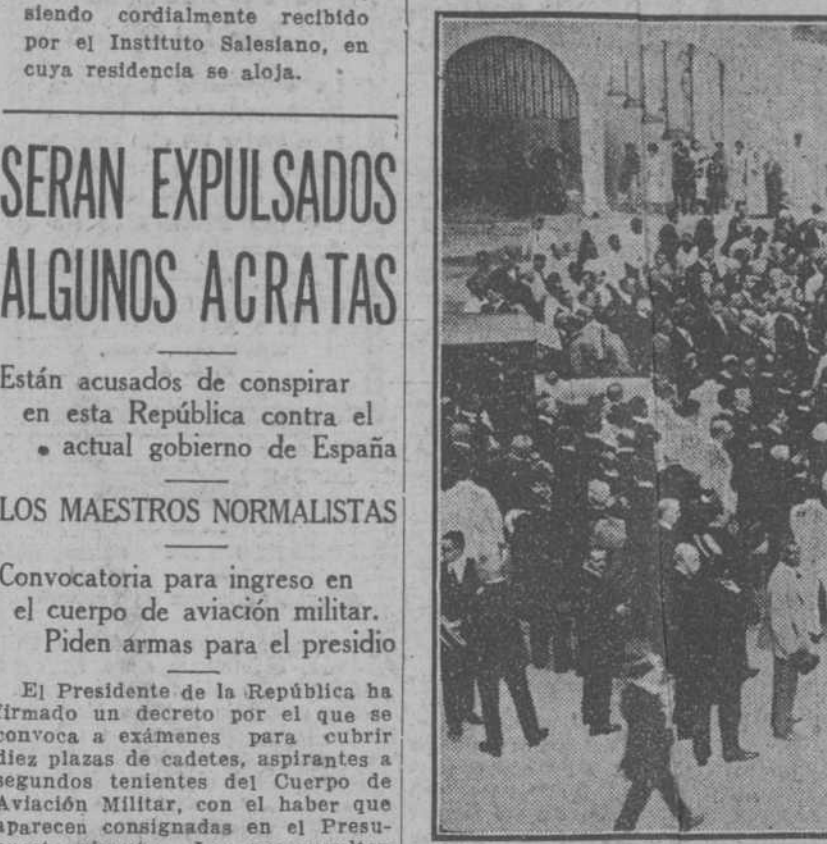 siendo cordialmente recibido
por el Instituto Salesiano, en
cuya residencia se aloja.
SERAN EXPULSADOS
ALGUNOS ACRATAS
Están acusados de conspirar
en esta República contra el
actual gobierno de España
LOS MAESTROS NORMALISTAS
Convocatoria para ingreso en
el cuerpo de aviación militar.
Piden armas para el presidio
El Presidente de la República ha
firmado un decreto por el que se
convoca a exámenes para cubrir
diez plazas de cadetes, aspirantes a
segundos tenientes del Cuerpo de
Aviación Militar, con el haber que
aparecen consignadas en el Presu-